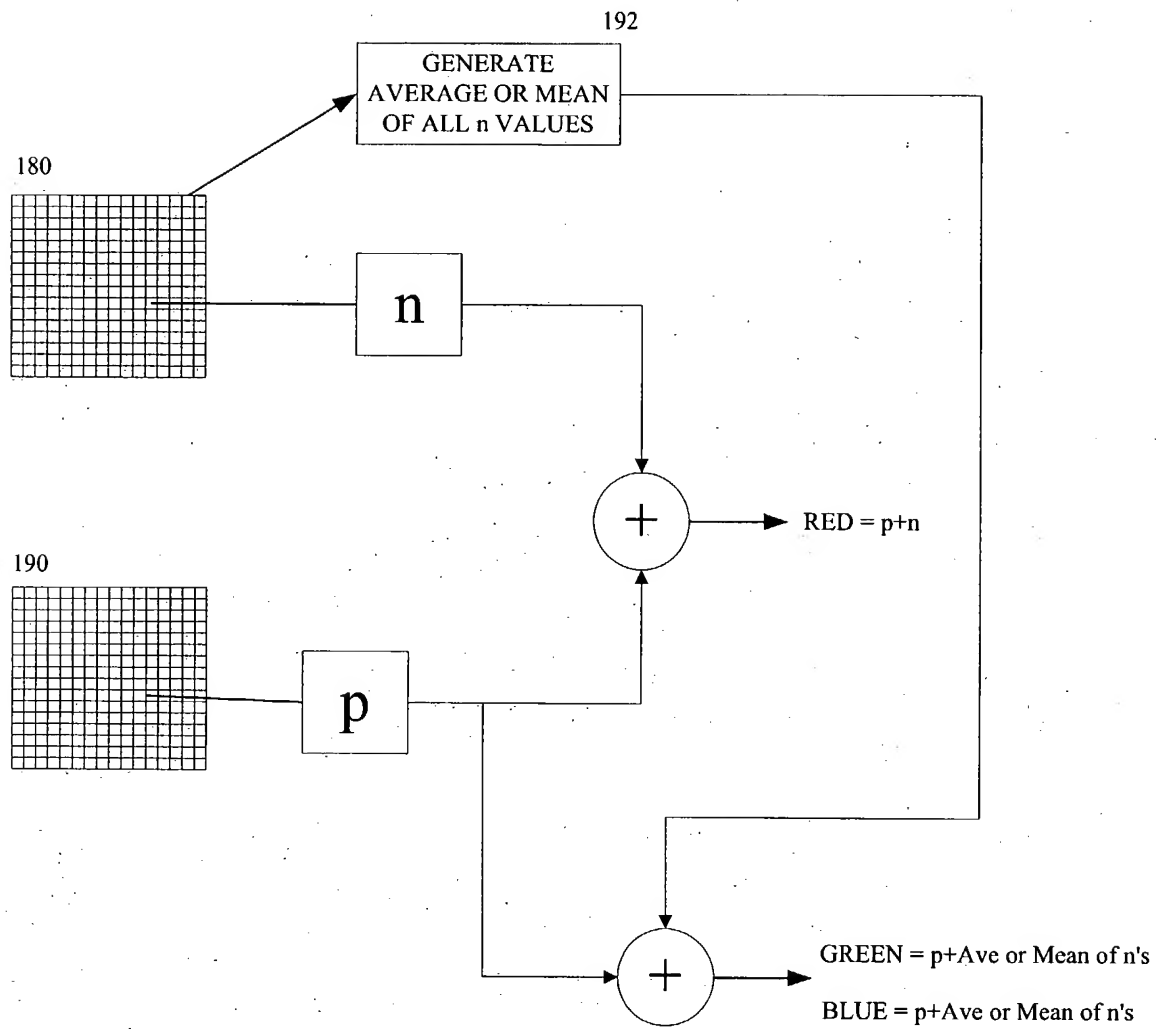 192
GENERATE
AVERAGE OR MEAN
OF ALL n VALUES
180
n
+
RED = p+n
190
p
+
GREEN = p+Ave or Mean of n's
BLUE = p+Ave or Mean of n's